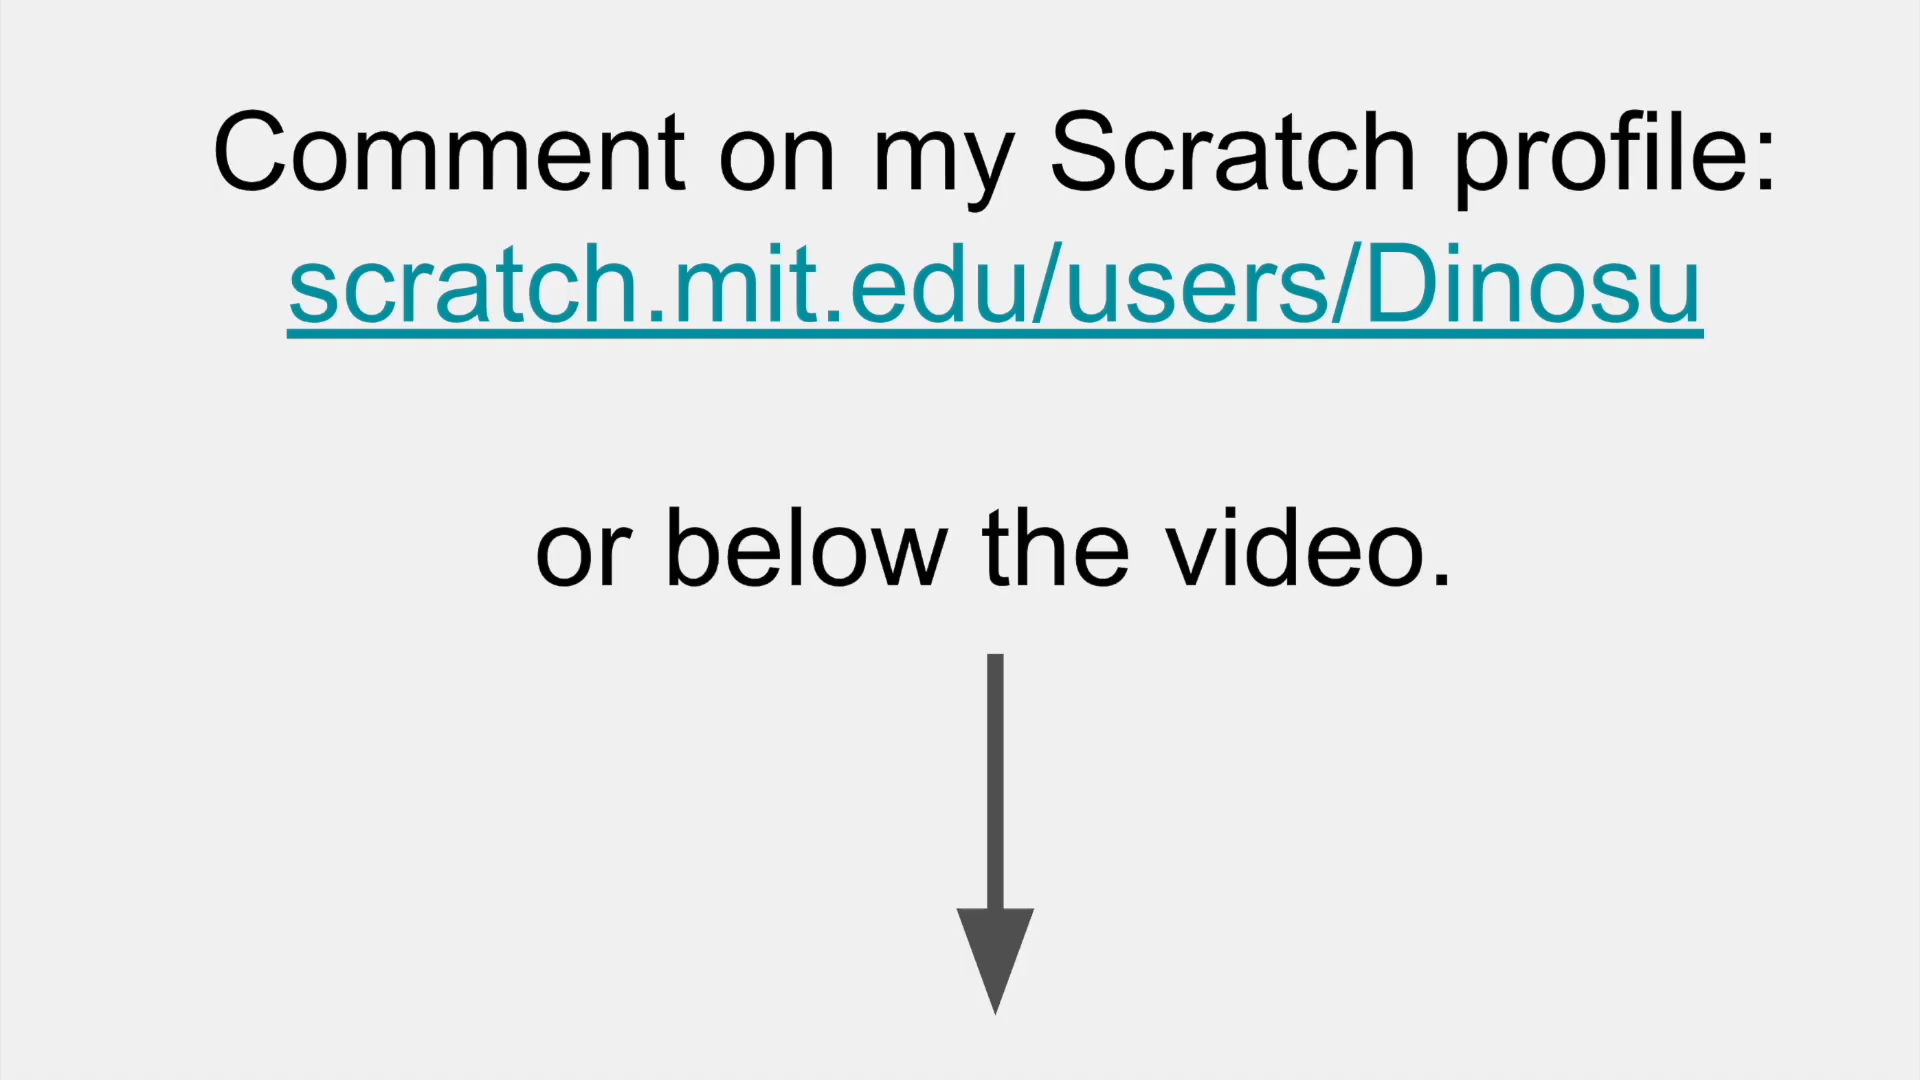 Comment on my Scratch profile:
scratch.mit.edu/users/Dinosu
or below the video.